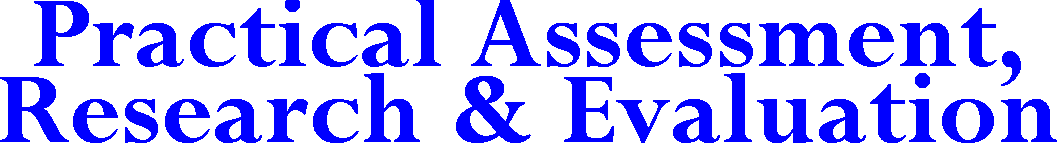 Practical Assessment,
Research & Evaluation